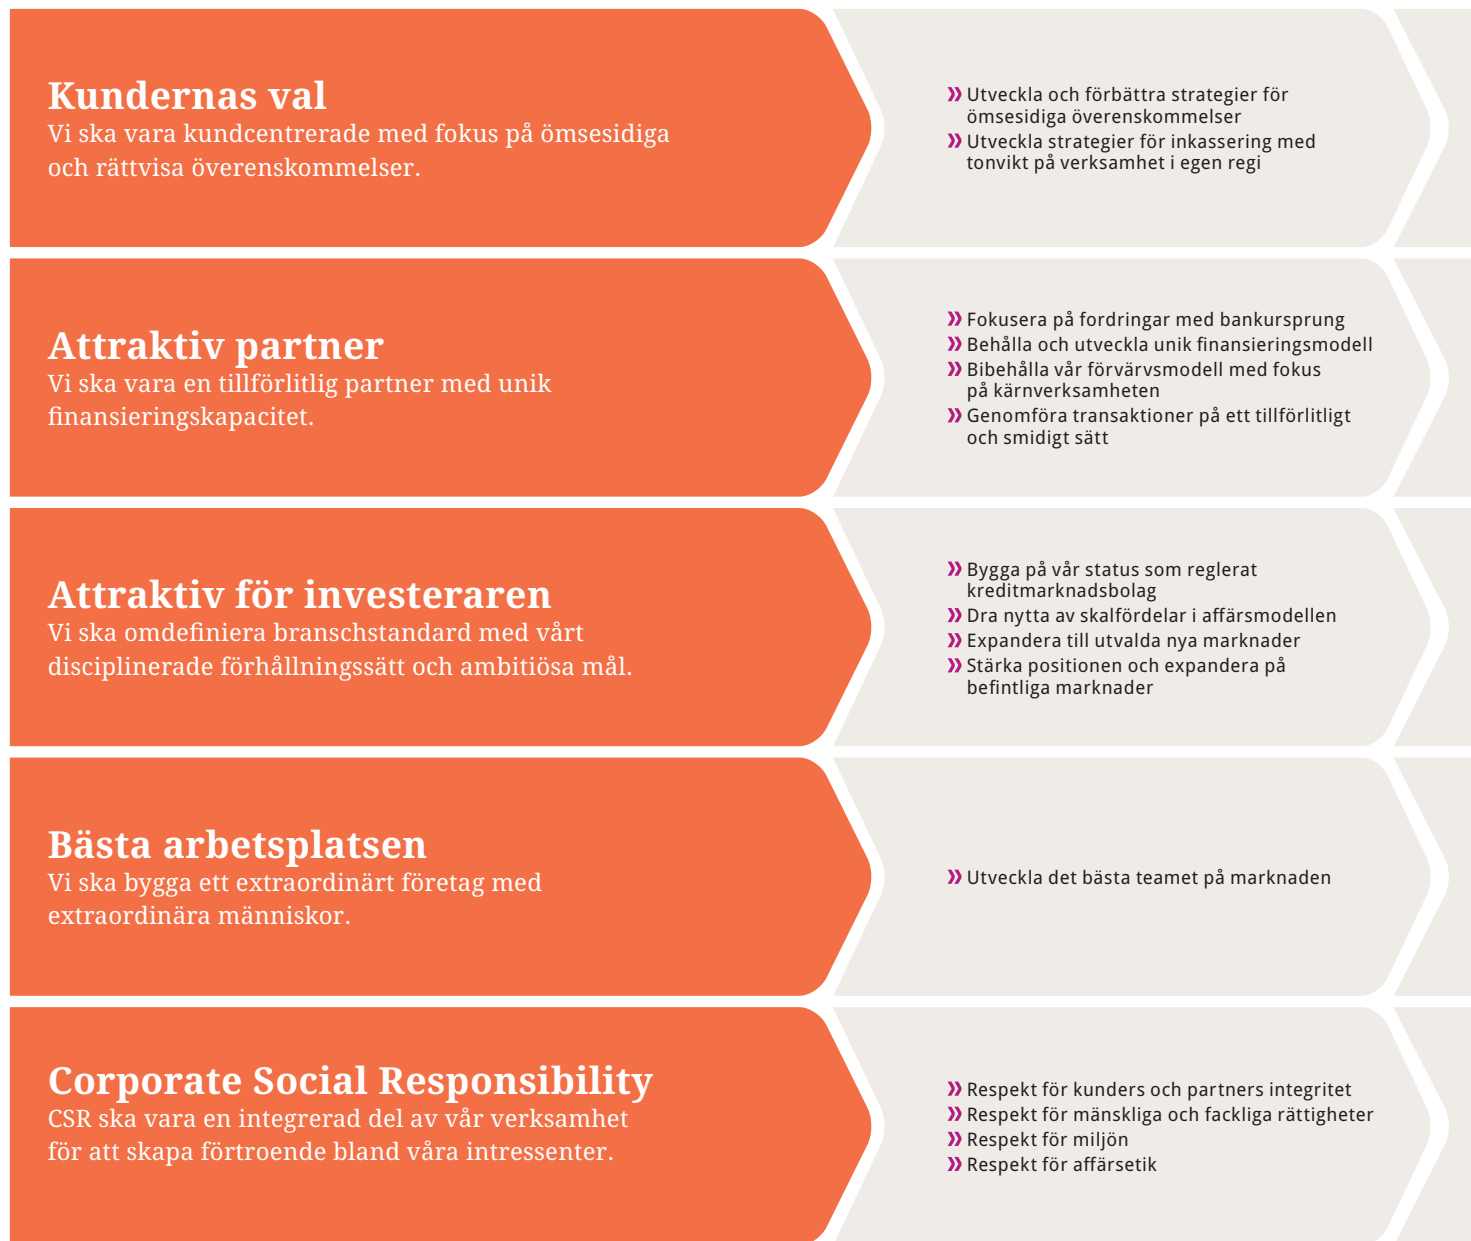 Kundernas val
Vi ska vara kundcentrerade med fokus på ömsesidiga
och rättvisa överenskommelser.
» Utveckla och förbättra strategier för
ömsesidiga överenskommelser
» Utveckla strategier för inkassering med
tonvikt på verksamhet i egen regi
Attraktiv partner
Vi ska vara en tillförlitlig partner med unik
finansieringskapacitet.
» Fokusera på fordringar med bankursprung
» Behålla och utveckla unik finansieringsmodell
» Bibehålla vår förvärvsmodell med fokus
på kärnverksamheten
» Genomföra transaktioner på ett tillförlitligt
och smidigt sätt
Attraktiv för investeraren
Vi ska omdefiniera branschstandard med vårt
disciplinerade förhållningssätt och ambitiösa mål.
» Bygga på vår status som reglerat
kreditmarknadsbolag
» Dra nytta av skalfördelar i affärsmodellen
» Expandera till utvalda nya marknader
» Stärka positionen och expandera på
befintliga marknader
Bästa arbetsplatsen
Vi ska bygga ett extraordinärt företag med
extraordinära människor.
» Utveckla det bästa teamet på marknaden
Corporate Social Responsibility
CSR ska vara en integrerad del av vår verksamhet
för att skapa förtroende bland våra intressenter.
» Respekt för kunders och partners integritet
» Respekt för mänskliga och fackliga rättigheter
» Respekt för miljön
» Respekt för affärsetik